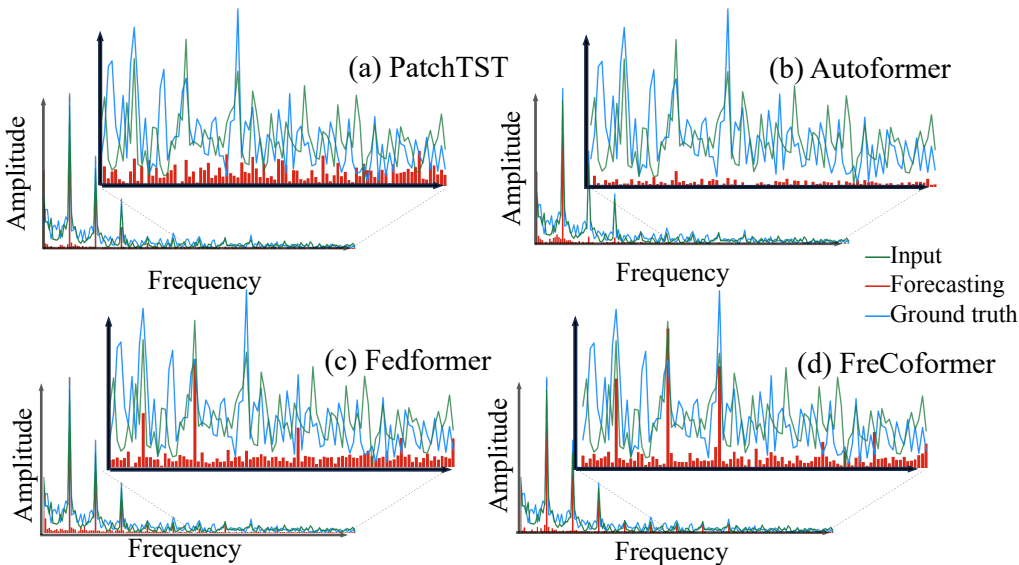 (a) PatchTST
(b) Autoformer
Amplitude
Amplitude
Frequency
Frequency
Input
Forecasting
Ground truth
(c) Fedformer
(d) FreCoformer
Amplitude
Amplitude
Frequency
Frequency